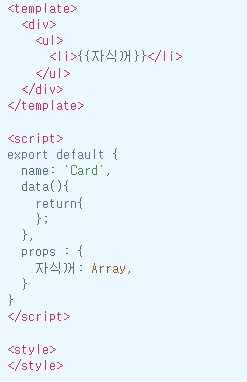 <template>
  <div>
    <ul>
      <li>{{자식꺼}}</li>
    </ul>
  </div>
</template>

<script>
export default {
  name: 'Card',
  data(){
    return{
    };
  },
  props : {
    자식꺼: Array,
  }
}
</script>

<style>
</style>